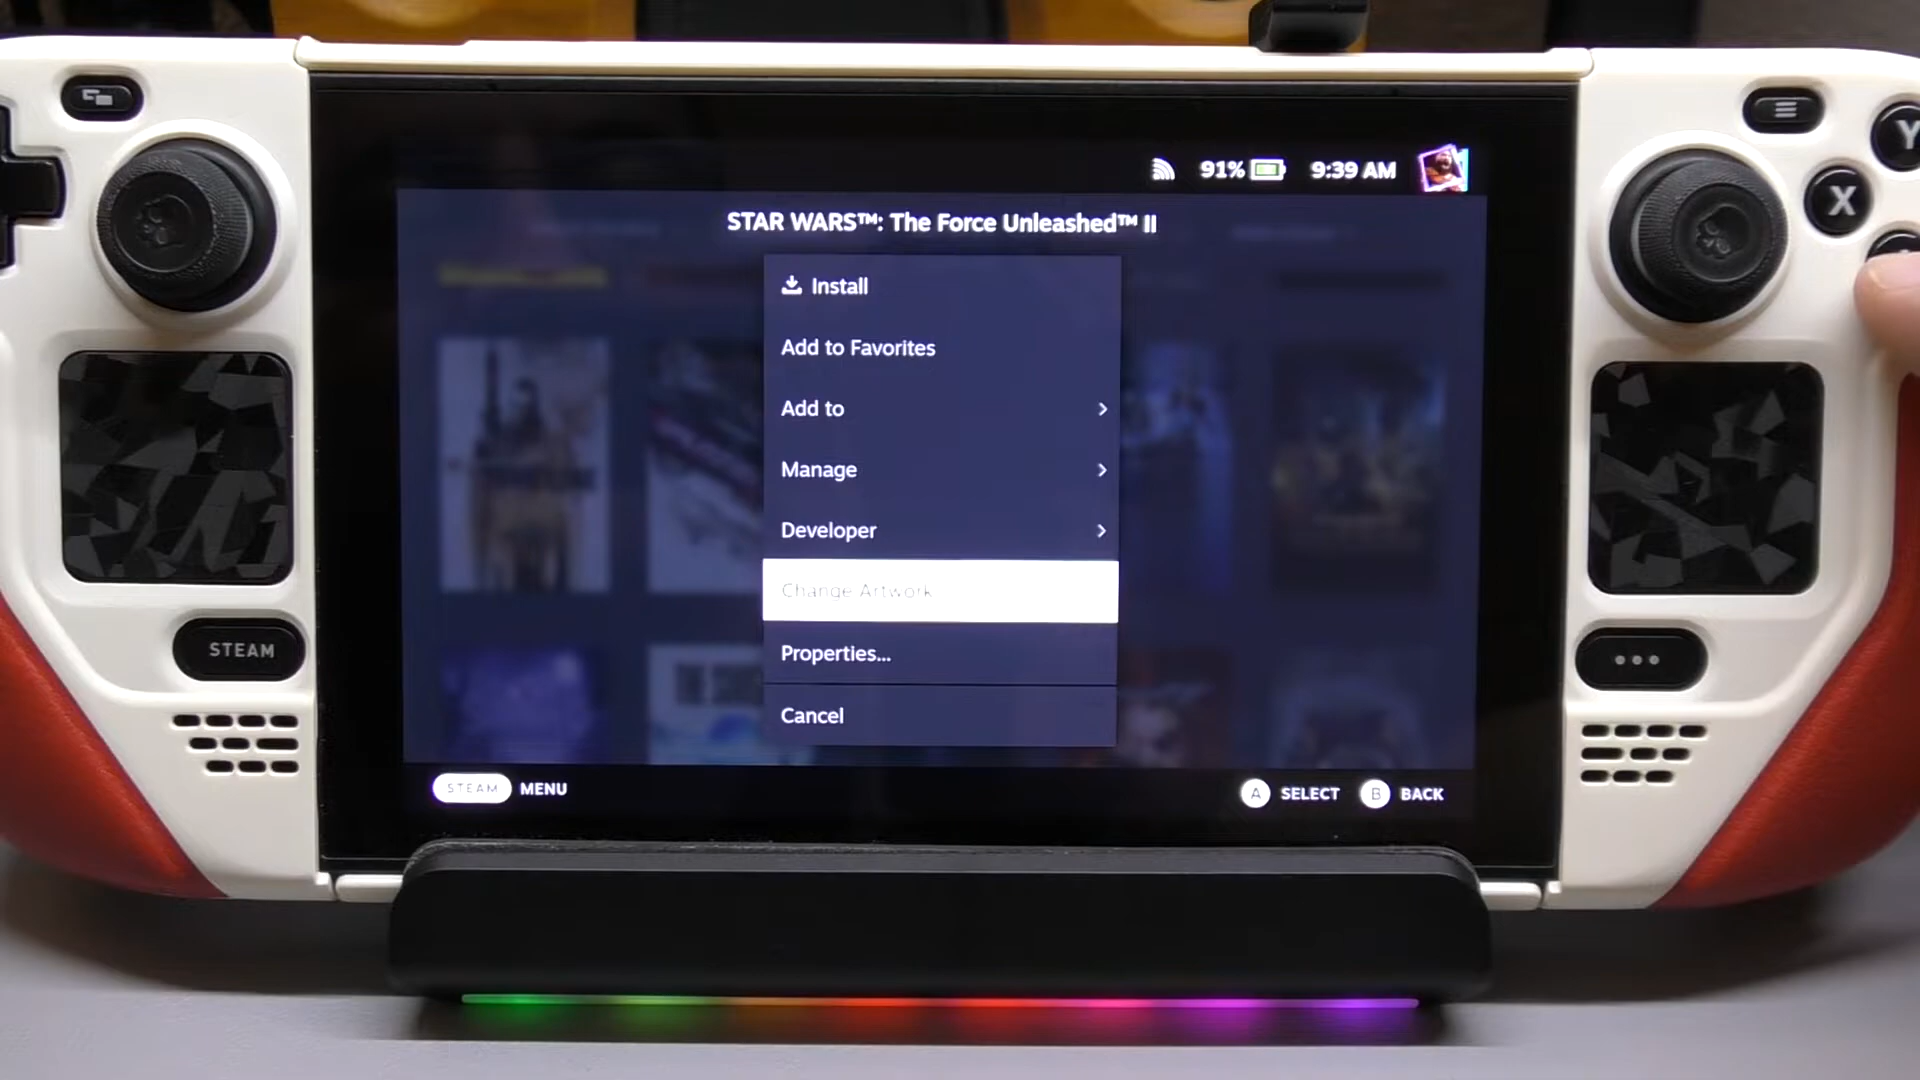 91% 9:39 AM
STAR WARS™: The Force Unleashed™ II
Install
Add to Favorites
Add to
Manage
Developer
Change Artwork
Properties...
Cancel
STEAM MENU
A SELECT B BACK
STEAM
Y
X